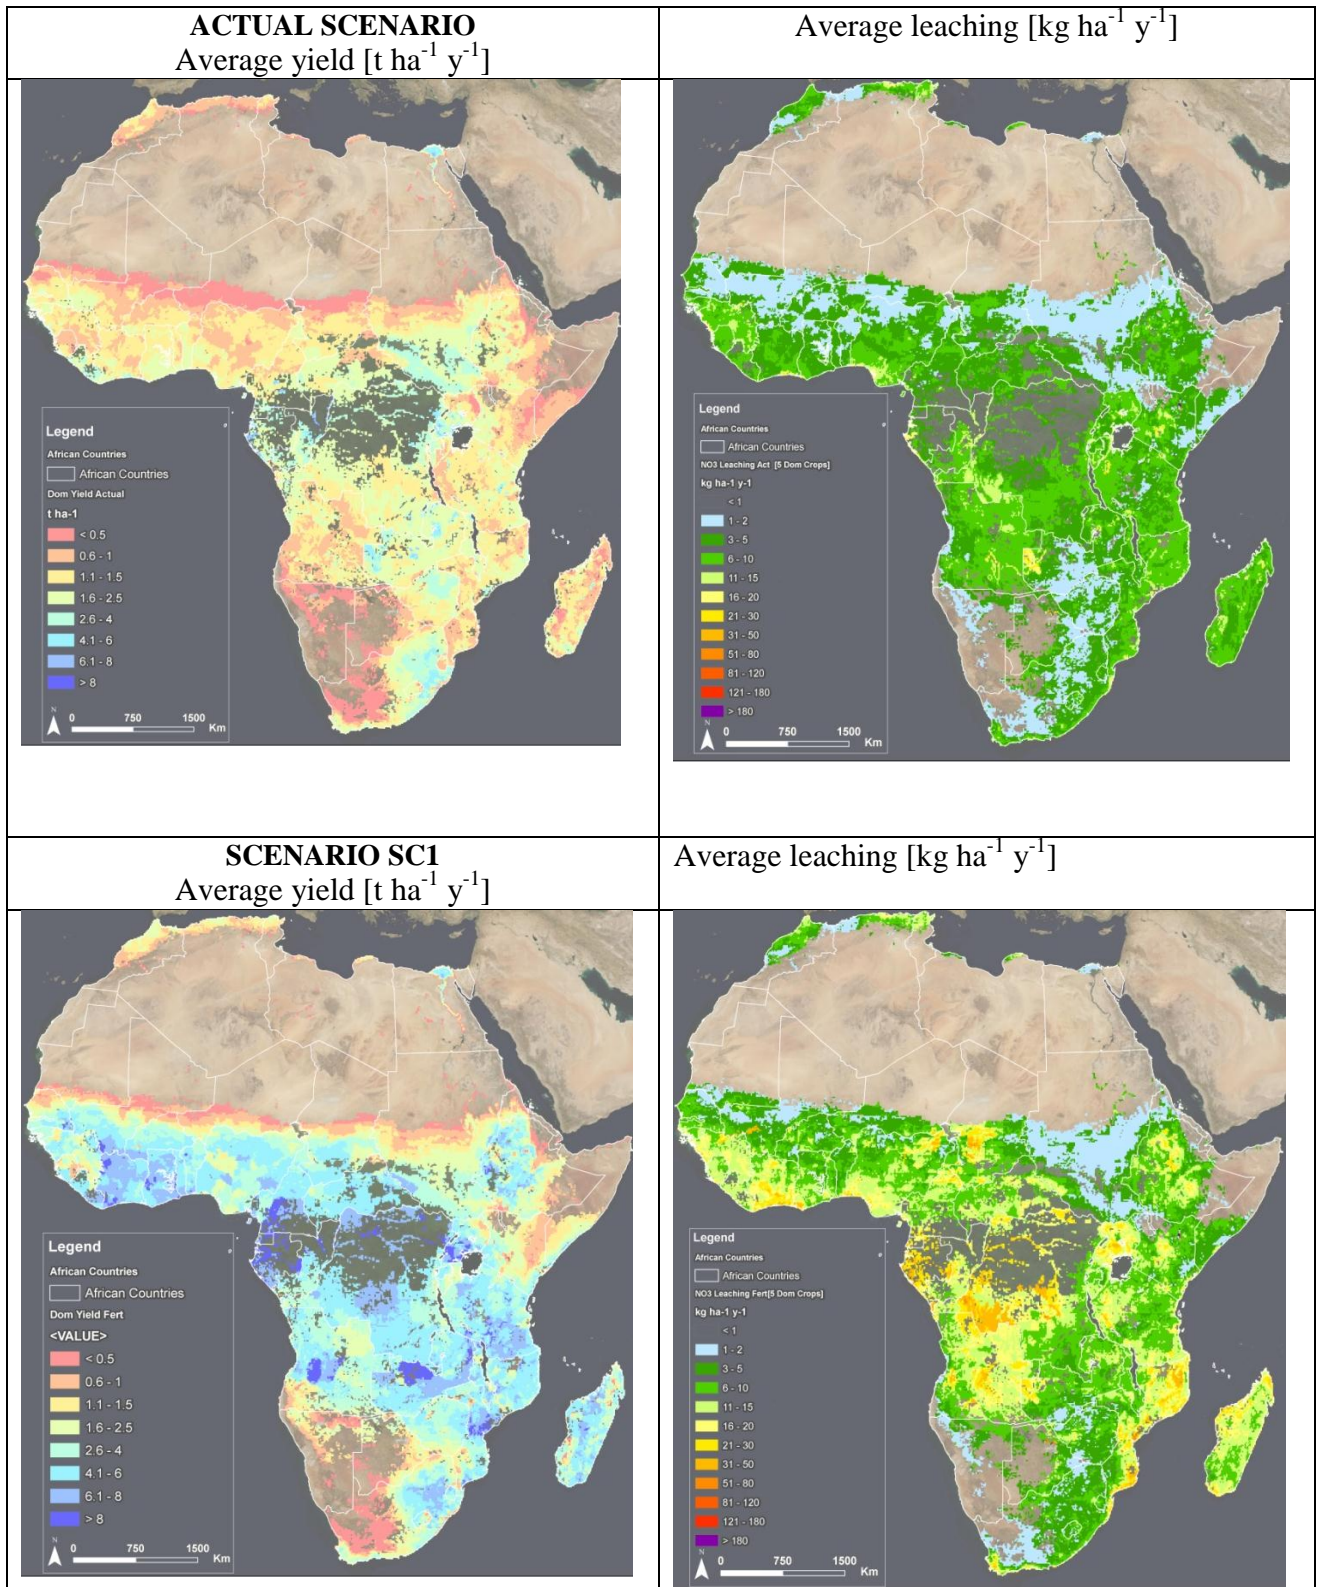 ACTUAL SCENARIO
Average yield [t ha-1 y-1]
Average leaching [kg ha-1 y-1]
Legend
African Countries
African Countries
Dom Yield Actual
t ha-1
< 0.5
0.6 - 1
1.1 - 1.5
1.6 - 2.5
2.6 - 4
4.1 - 6
6.1 - 8
> 8
N
0 750 1500
Km
Legend
African Countries
African Countries
NO3 Leaching Act [5 Dom Crops]
kg ha-1 y-1
< 1
1 - 2
3 - 5
6 - 10
11 - 15
16 - 20
21 - 30
31 - 50
51 - 80
81 - 120
121 - 180
> 180
N
0 750 1500
Km
SCENARIO SC1
Average yield [t ha-1 y-1]
Average leaching [kg ha-1 y-1]
Legend
African Countries
African Countries
Dom Yield Fert
<VALUE>
< 0.5
0.6 - 1
1.1 - 1.5
1.6 - 2.5
2.6 - 4
4.1 - 6
6.1 - 8
> 8
N
0 750 1500
Km
Legend
African Countries
African Countries
NO3 Leaching Fert[5 Dom Crops]
kg ha-1 y-1
< 1
1 - 2
3 - 5
6 - 10
11 - 15
16 - 20
21 - 30
31 - 50
51 - 80
81 - 120
121 - 180
> 180
N
0 750 1500
Km